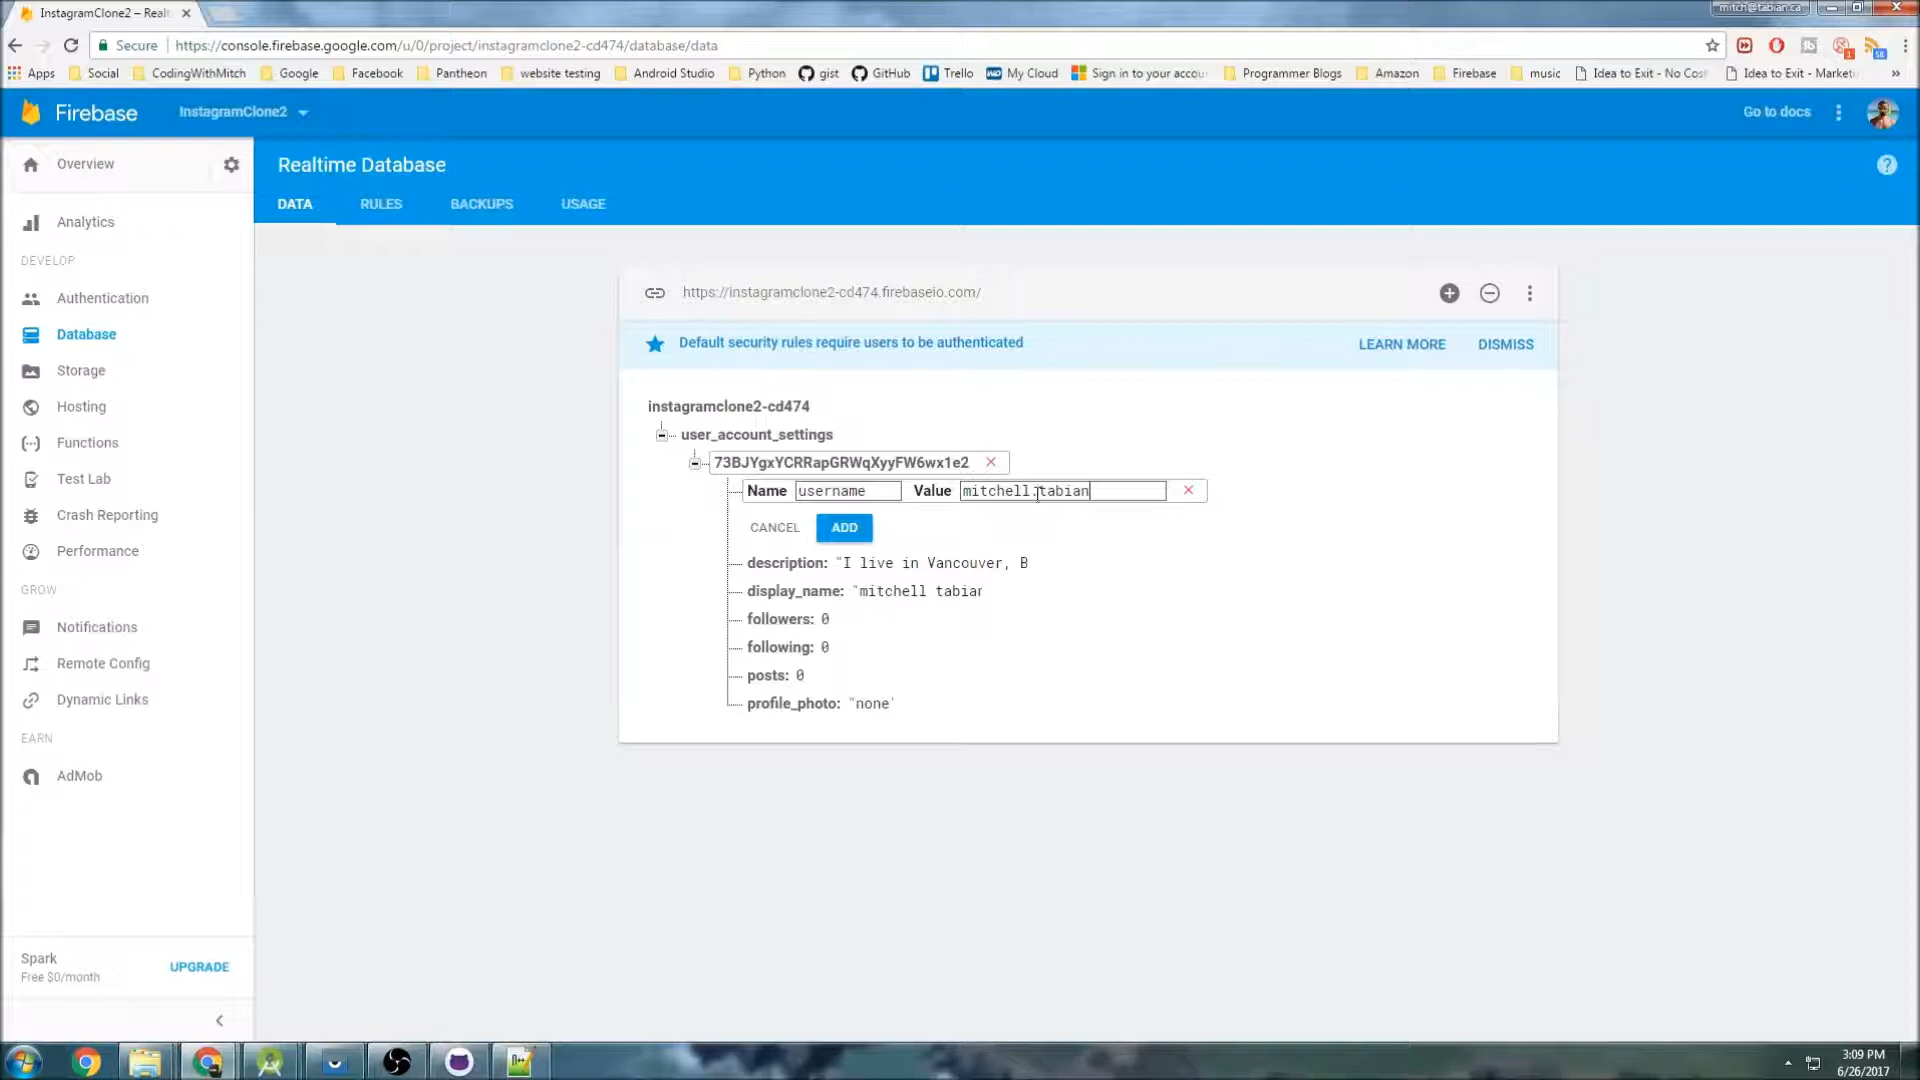 InstagramClone2 – Realt
mitch@tabian.ca
Secure
https://console.firebase.google.com/u/0/project/instagramclone2-cd474/database/data
Apps Social CodingWithMitch Google Facebook Pantheon website testing Android Studio Python gist GitHub Trello My Cloud Sign in to your accou Programmer Blogs Amazon Firebase music Idea to Exit - No Cos Idea to Exit - Market »
Firebase InstagramClone2 Go to docs
Overview
Realtime Database
DATA RULES BACKUPS USAGE
Analytics
DEVELOP
Authentication
Database
Storage
Hosting
Functions
Test Lab
Crash Reporting
Performance
GROW
Notifications
Remote Config
Dynamic Links
EARN
AdMob
Spark
Free $0/month
UPGRADE
https://instagramclone2-cd474.firebaseio.com/
Default security rules require users to be authenticated LEARN MORE DISMISS
instagramclone2-cd474
user_account_settings
73BJYgxYCRRapGRWqXyyFW6wx1e2
Name username Value mitchell.tabian
CANCEL ADD
description: "I live in Vancouver, B
display_name: "mitchell tabian
followers: 0
following: 0
posts: 0
profile_photo: "none"
3:09 PM
6/26/2017